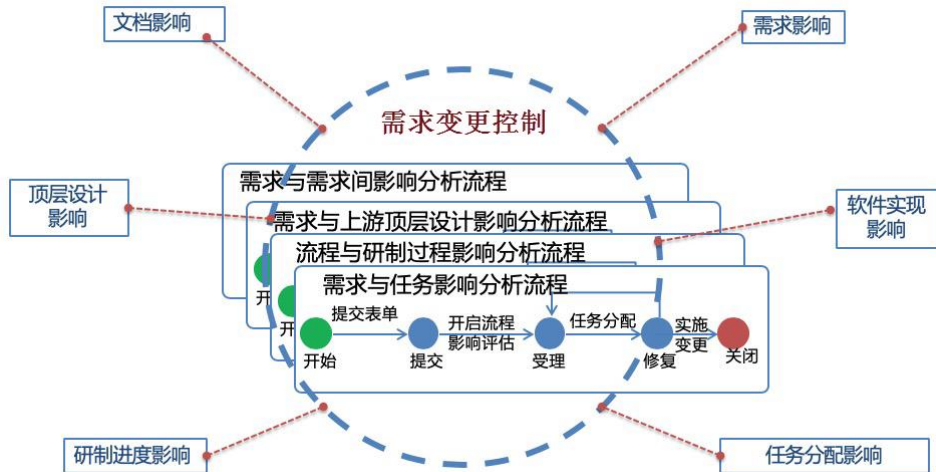 文档影响
需求影响
需求变更控制
需求与需求间影响分析流程
顶层设计
影响
需求与上游顶层设计影响分析流程
软件实现
影响
流程与研制过程影响分析流程
开
需求与任务影响分析流程
开
提交表单
开启流程
影响评估
任务分配
实施
变更
开始
提交
受理
修复
关闭
研制进度影响
任务分配影响